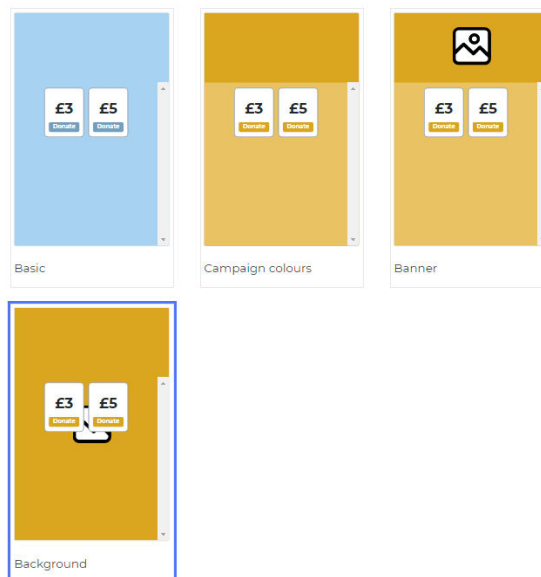 £3 £5
Donate Donate
Basic
£3 £5
Donate Donate
Campaign colours
£3 £5
Donate Donate
Banner
£3 £5
Donate Donate
Background